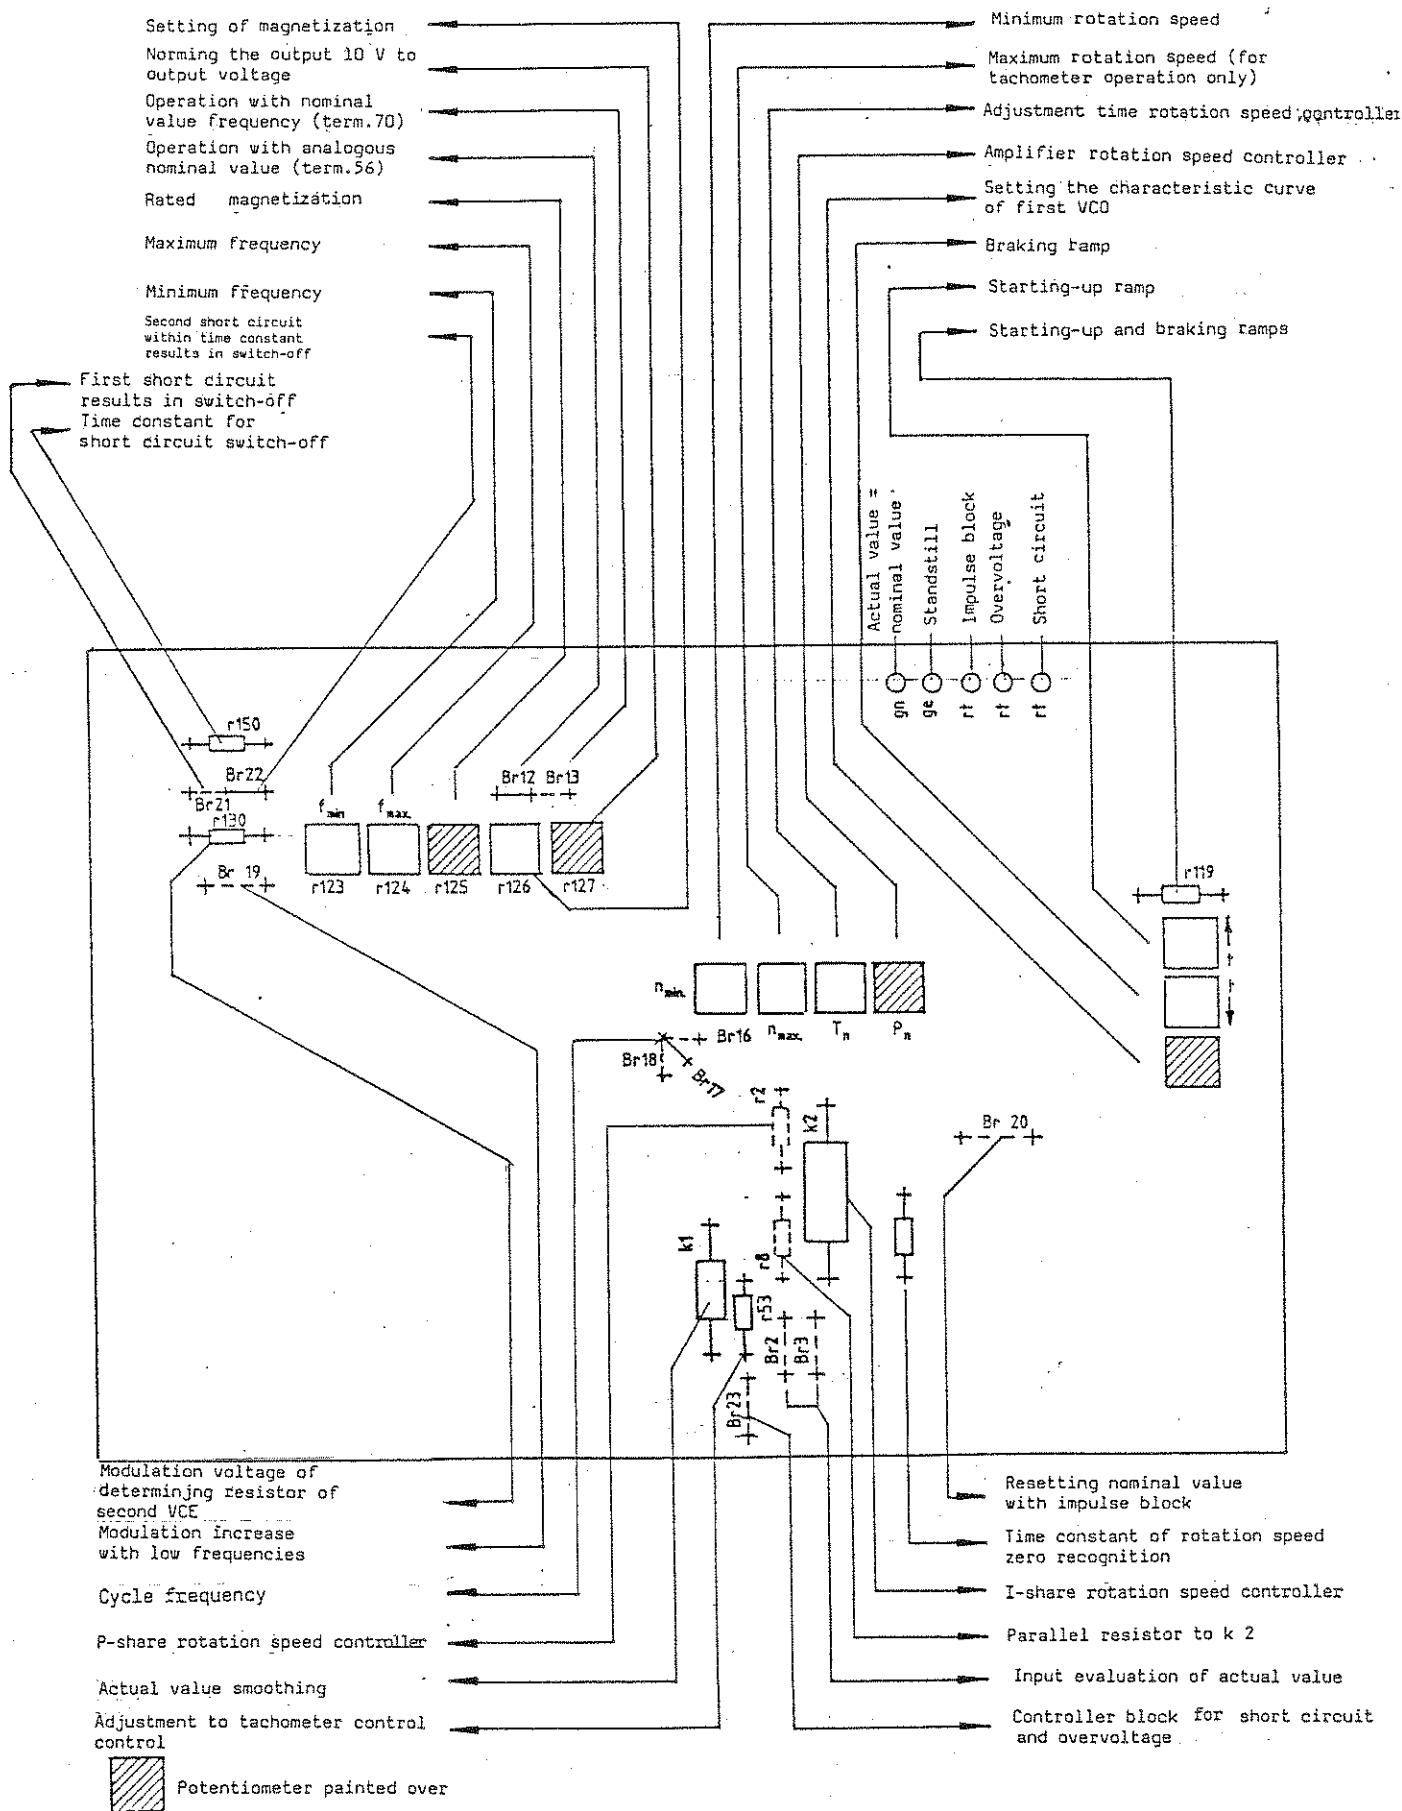 Setting of magnetization
Norming the output 10 V to
output voltage
Operation with nominal
value frequency (term.70)
Operation with analogous
nominal value (term.56)
Rated magnetization
Maximum frequency
Minimum frequency
Second short circuit
within time constant
results in switch-off
First short circuit
results in switch-off
Time constant for
short circuit switch-off
Minimum rotation speed
Maximum rotation speed (for
tachometer operation only)
Adjustment time rotation speed controller
Amplifier rotation speed controller
Setting the characteristic curve
of first VCO
Braking ramp
Starting-up ramp
Starting-up and braking ramps
Actual value =
nominal value
Standstill
Impulse block
Overvoltage
Short circuit
gn
ge
rt
rt
rt
r150
Br22
Br21
r130
Br 19
Br12
Br13
f min
f max.
r123
r124
r125
r126
r127
r119
t
t
n min.
n max.
T n
P n
Br16
Br18
Br17
r2
k2
Br 20
k1
r8
r53
Br2
Br3
Br23
Modulation voltage of
determinjng resistor of
second VCE
Modulation increase
with low frequencies
Cycle frequency
P-share rotation speed controller
Actual value smoothing
Adjustment to tachometer control
control
Resetting nominal value
with impulse block
Time constant of rotation speed
zero recognition
I-share rotation speed controller
Parallel resistor to k 2
Input evaluation of actual value
Controller block for short circuit
and overvoltage
Potentiometer painted over